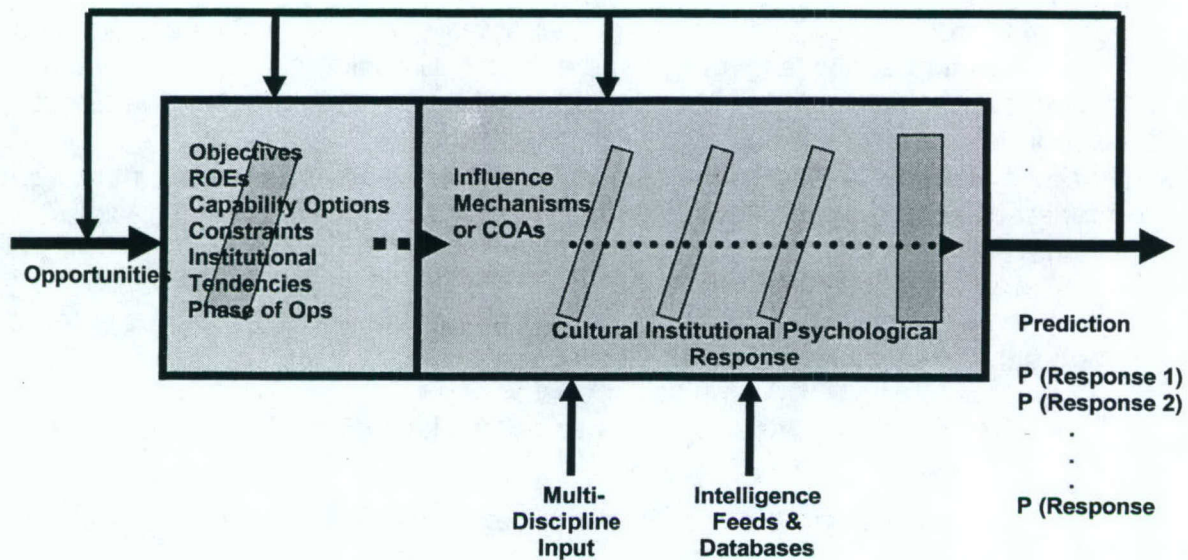 Opportunities
Objectives
ROEs
Capability Options
Constraints
Institutional
Tendencies
Phase of Ops
Influence
Mechanisms
or COAs
Cultural Institutional Psychological
Response
Prediction
P (Response 1)
P (Response 2)
.
.
.
P (Response
Multi-
Discipline
Input
Intelligence
Feeds &
Databases